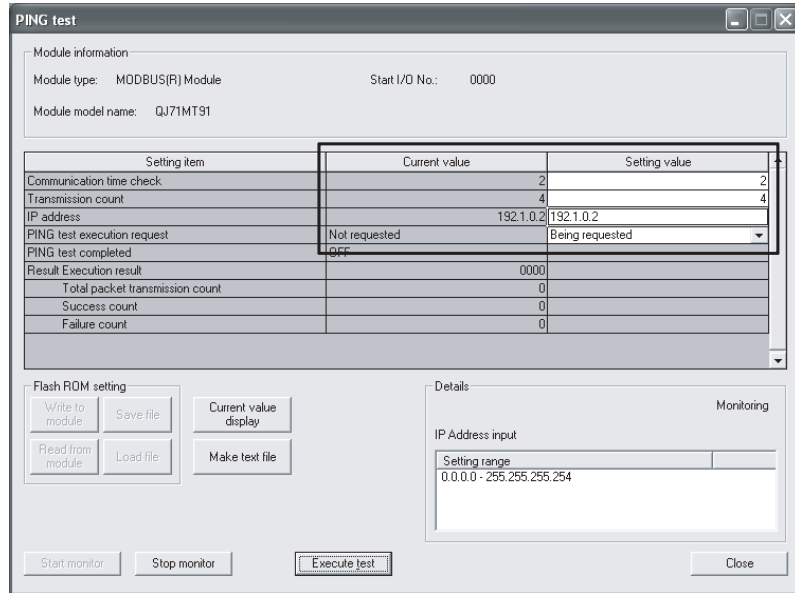 PING test
Module information
Module type: MODBUS(R) Module Start I/O No.: 0000
Module model name: QJ71MT91
Setting item Current value Setting value
Communication time check 2 2
Transmission count 4 4
IP address 192.1.0.2 192.1.0.2
PING test execution request Not requested Being requested
PING test completed OFF
Result Execution result 0000
Total packet transmission count 0
Success count 0
Failure count 0
Flash ROM setting
Write to module
Save file
Current value display
Read from module
Load file
Make text file
Details
Monitoring
IP Address input
Setting range
0.0.0.0 - 255.255.255.254
Start monitor Stop monitor Execute test Close